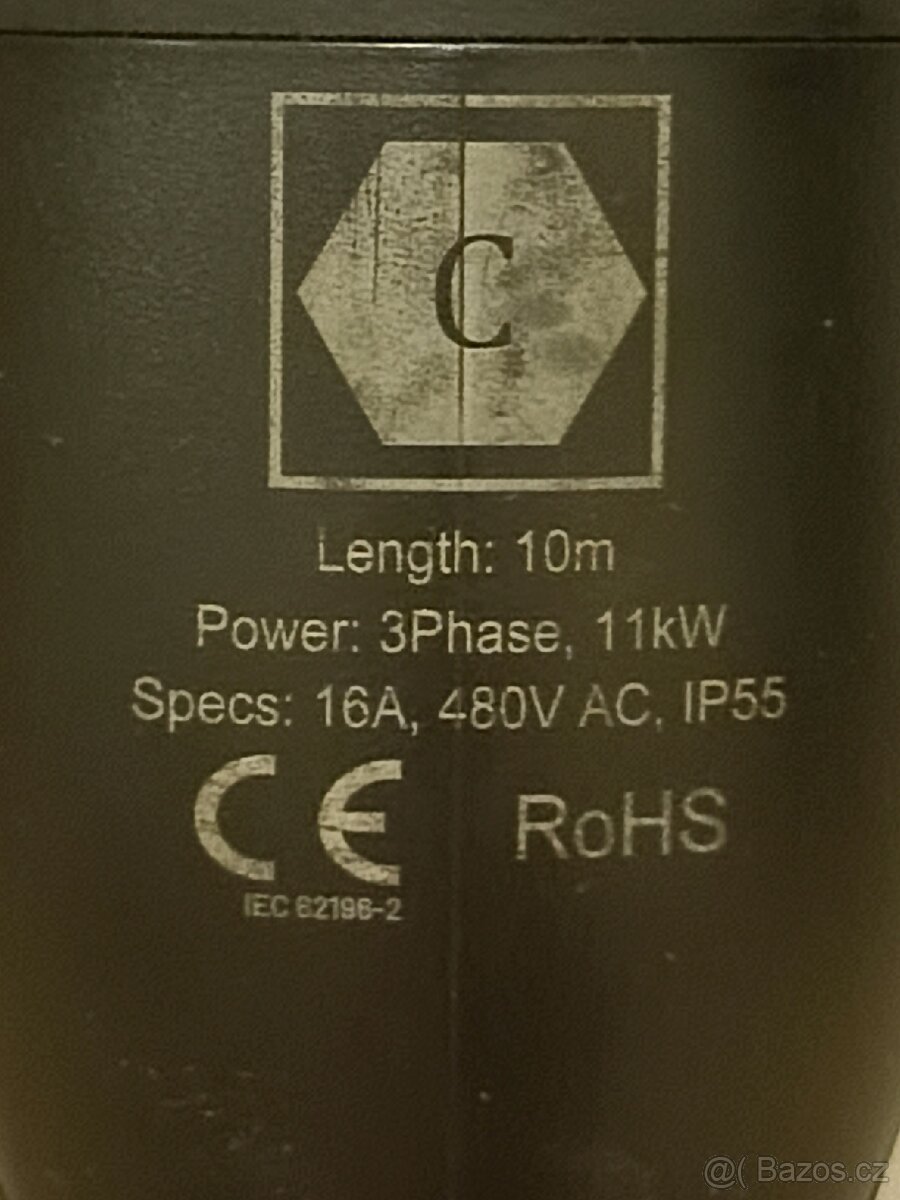 C
Length: 10m
Power: 3Phase, 11kW
Specs: 16A, 480V AC, IP55
CE RoHS
IEC 62196-2
@( Bazos.cz